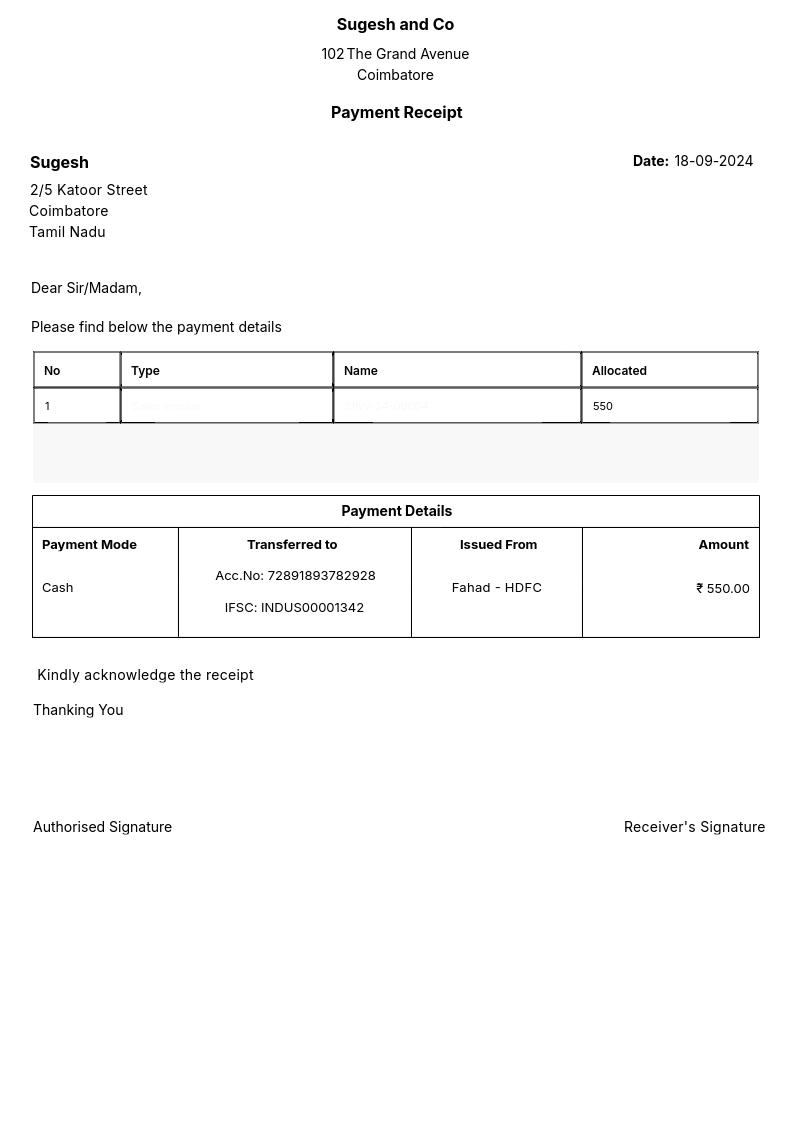 Sugesh and Co
102 The Grand Avenue
Coimbatore
Payment Receipt
Sugesh
Date: 18-09-2024
2/5 Katoor Street
Coimbatore
Tamil Nadu
Dear Sir/Madam,
Please find below the payment details
No Type Name Allocated
1 550
Payment Details
Payment Mode Transferred to Issued From Amount
Acc.No: 72891893782928
Cash Fahad - HDFC ₹ 550.00
IFSC: INDUS00001342
Kindly acknowledge the receipt
Thanking You
Authorised Signature Receiver's Signature